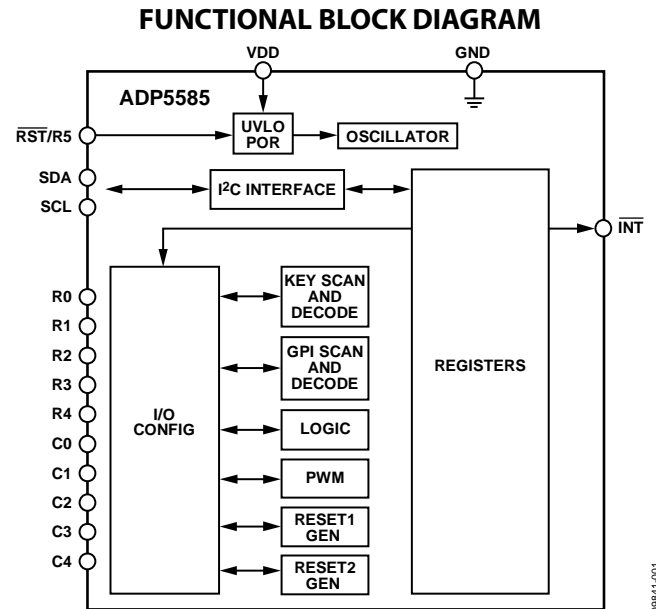 FUNCTIONAL BLOCK DIAGRAM
VDD
GND
ADP5585
RST/R5
UVLO
POR
OSCILLATOR
SDA
SCL
I2C INTERFACE
INT
R0
R1
R2
R3
R4
C0
C1
C2
C3
C4
I/O
CONFIG
KEY SCAN
AND
DECODE
GPI SCAN
AND
DECODE
LOGIC
PWM
RESET1
GEN
RESET2
GEN
REGISTERS
09841-001